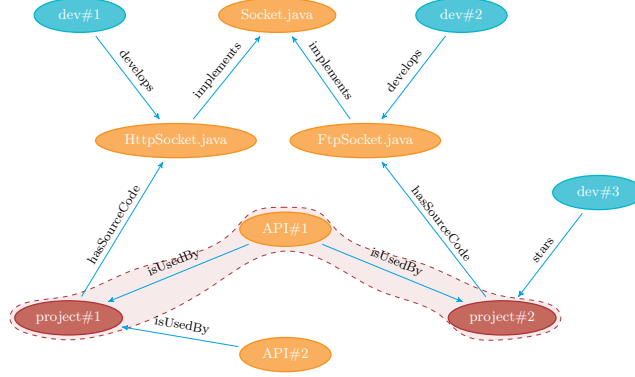 dev#1
Socket.java
dev#2
develops
implements
implements
develops
HttpSocket.java
FtpSocket.java
hasSourceCode
hasSourceCode
dev#3
API#1
stars
isUsedBy
isUsedBy
project#1
project#2
isUsedBy
API#2